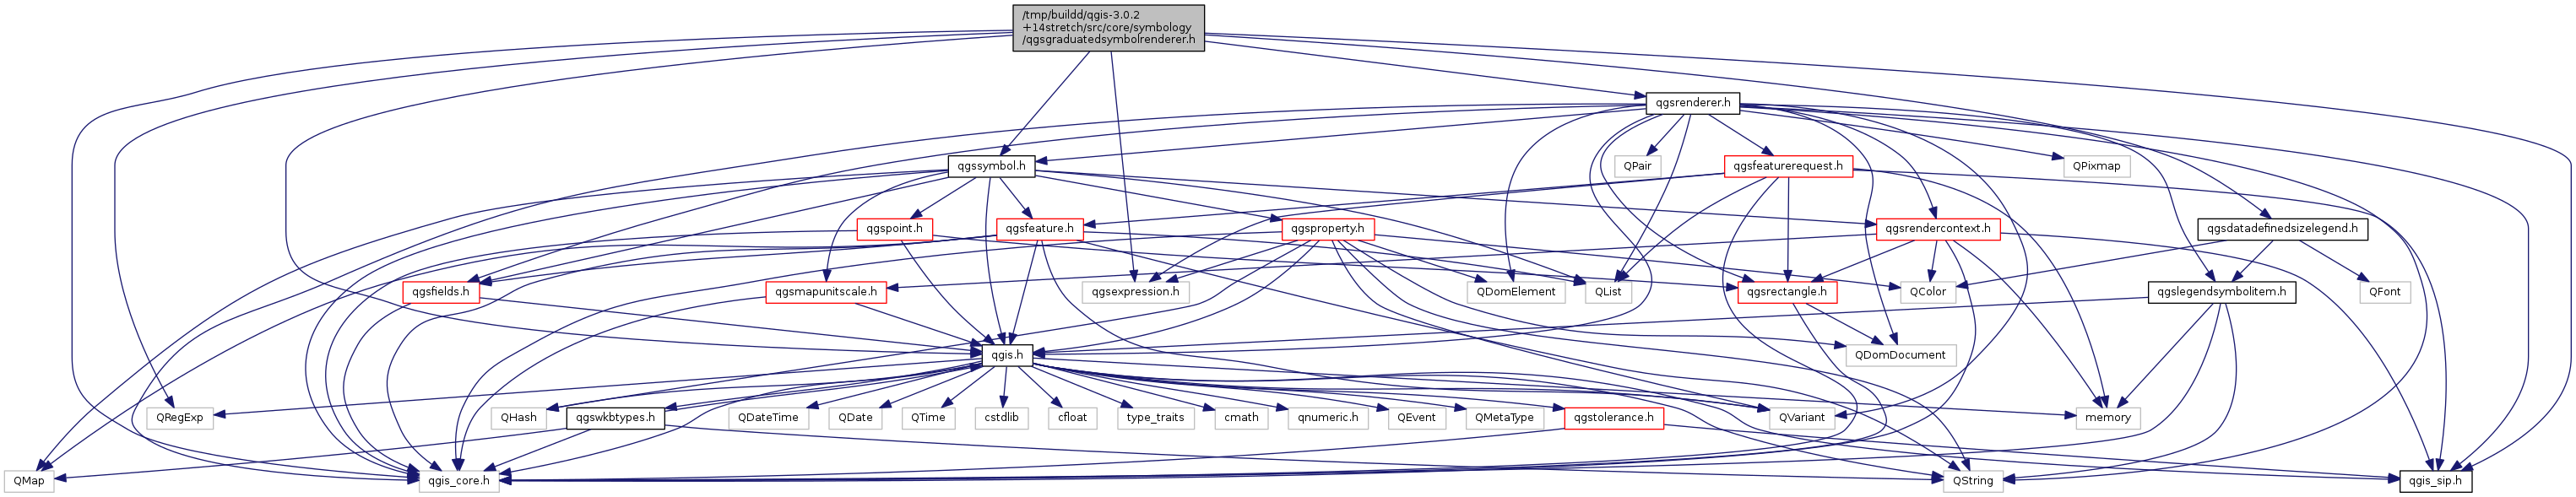 /tmp/buildd/qgis-3.0.2
+14stretch/src/core/symbology
/qgsgraduatedsymbolrenderer.h
qgsrenderer.h
qgssymbol.h
QPair
qgsfeaturerequest.h
QPixmap
qgspoint.h
qgsfeature.h
qgsproperty.h
qgsrendercontext.h
qgsdatadefinedsizelegend.h
qgsfields.h
qgsmapunitscale.h
qgsexpression.h
QDomElement
QList
qgsrectangle.h
QColor
qgslegendsymbolitem.h
QFont
qgis.h
QDomDocument
QRegExp
QHash
qgswkbtypes.h
QDateTime
QDate
QTime
cstdlib
cfloat
type_traits
cmath
qnumeric.h
QEvent
QMetaType
qgstolerance.h
QVariant
memory
QMap
qgis_core.h
QString
qgis_sip.h